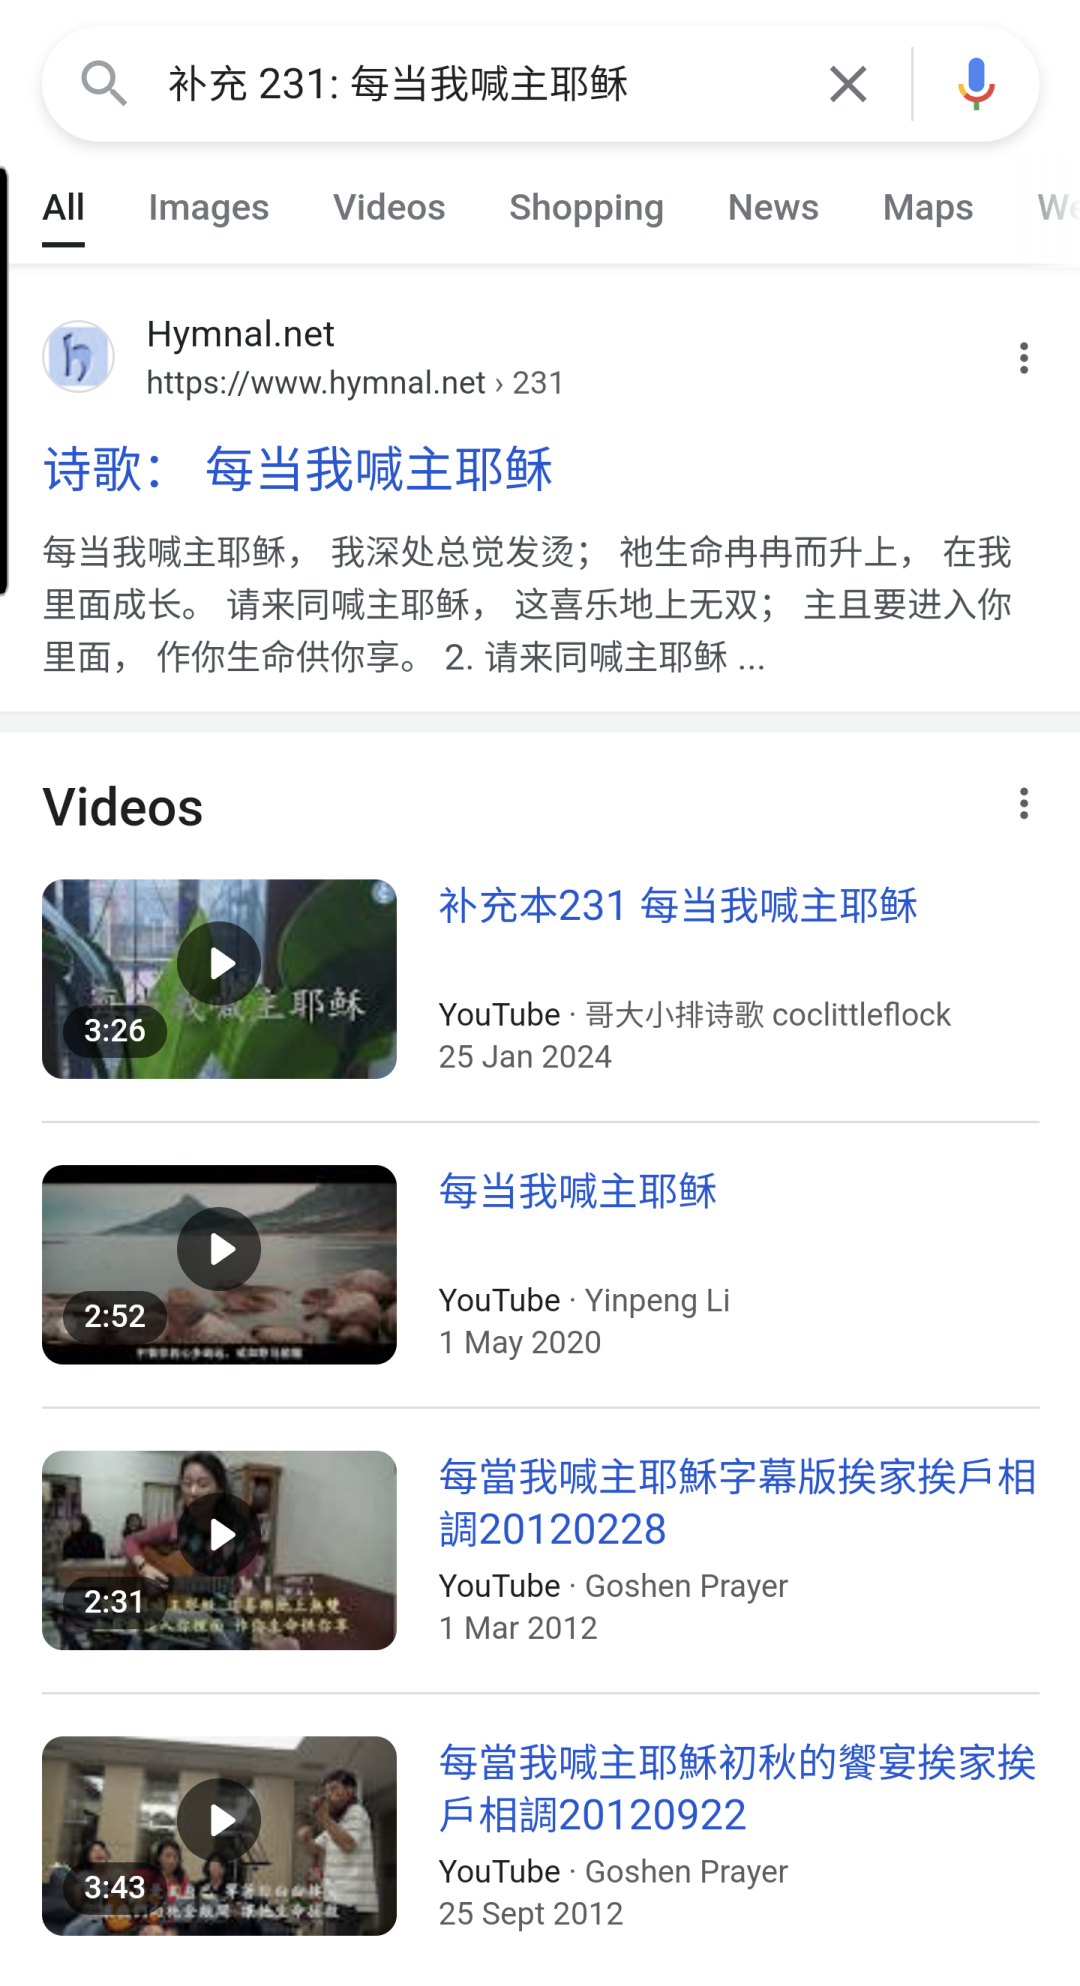 补充 231: 每当我喊主耶稣
All Images Videos Shopping News Maps We
Hymnal.net
https://www.hymnal.net › 231
诗歌： 每当我喊主耶稣
每当我喊主耶稣， 我深处总觉发烫； 祂生命冉冉而升上， 在我
里面成长。 请来同喊主耶稣， 这喜乐地上无双； 主且要进入你
里面， 作你生命供你享。 2. 请来同喊主耶稣 ...
Videos
补充本231 每当我喊主耶稣
主耶稣
3:26
YouTube · 哥大小排诗歌 coclittleflock
25 Jan 2024
每当我喊主耶稣
2:52
YouTube · Yinpeng Li
1 May 2020
每當我喊主耶穌字幕版挨家挨戶相
調20120228
2:31
YouTube · Goshen Prayer
1 Mar 2012
每當我喊主耶穌初秋的饗宴挨家挨
戶相調20120922
3:43
YouTube · Goshen Prayer
25 Sept 2012